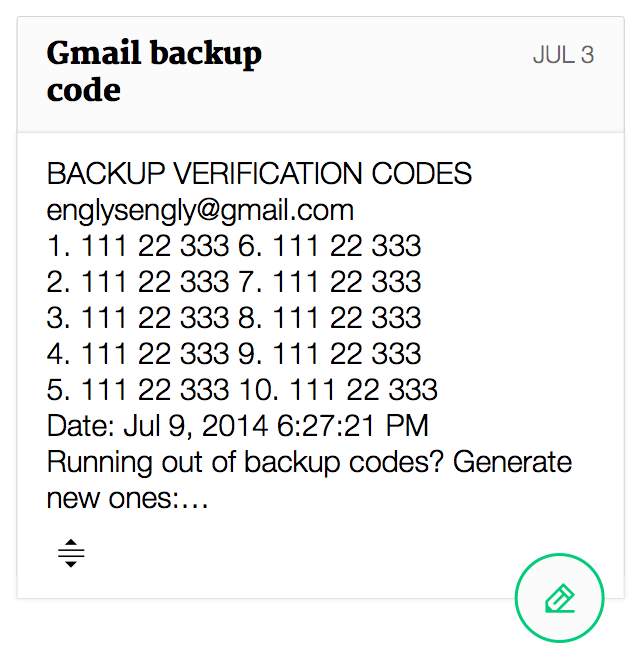 Gmail backup
code
JUL 3
BACKUP VERIFICATION CODES
englysengly@gmail.com
1. 111 22 333 6. 111 22 333
2. 111 22 333 7. 111 22 333
3. 111 22 333 8. 111 22 333
4. 111 22 333 9. 111 22 333
5. 111 22 333 10. 111 22 333
Date: Jul 9, 2014 6:27:21 PM
Running out of backup codes? Generate
new ones:…